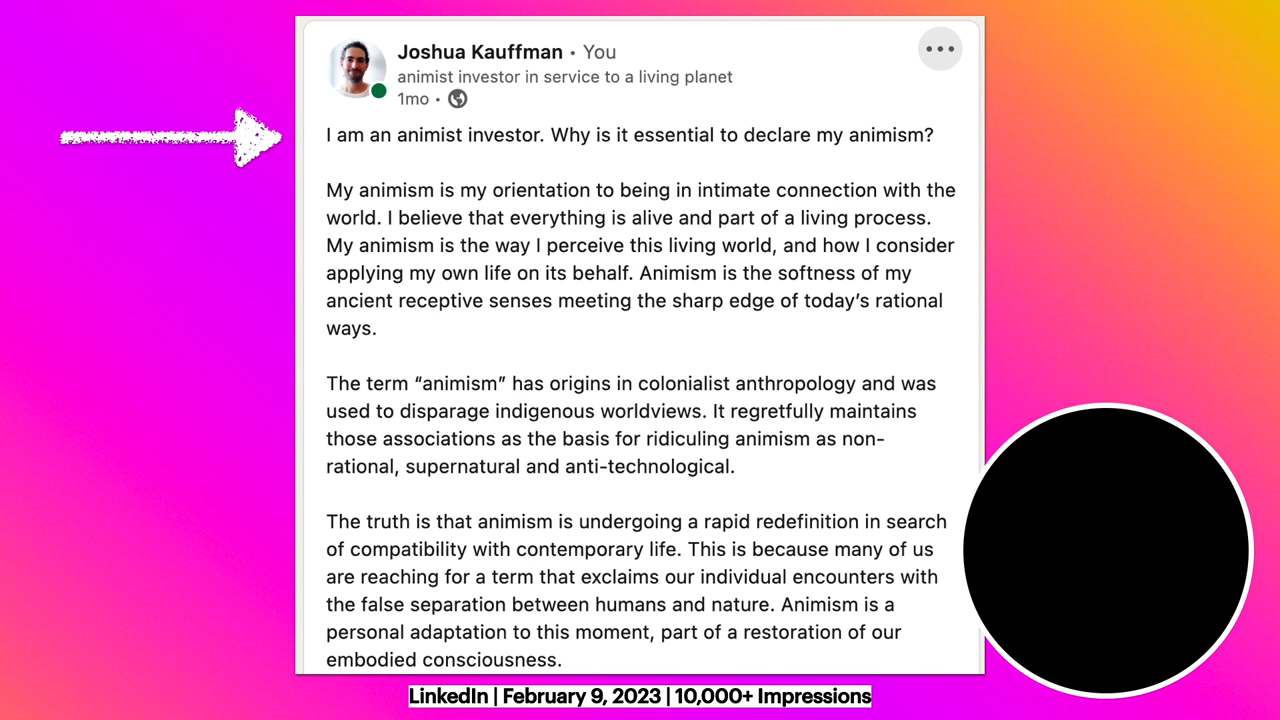 Joshua Kauffman • You
animist investor in service to a living planet
1mo •
I am an animist investor. Why is it essential to declare my animism?
My animism is my orientation to being in intimate connection with the
world. I believe that everything is alive and part of a living process.
My animism is the way I perceive this living world, and how I consider
applying my own life on its behalf. Animism is the softness of my
ancient receptive senses meeting the sharp edge of today’s rational
ways.
The term “animism” has origins in colonialist anthropology and was
used to disparage indigenous worldviews. It regretfully maintains
those associations as the basis for ridiculing animism as non-
rational, supernatural and anti-technological.
The truth is that animism is undergoing a rapid redefinition in search
of compatibility with contemporary life. This is because many of us
are reaching for a term that exclaims our individual encounters with
the false separation between humans and nature. Animism is a
personal adaptation to this moment, part of a restoration of our
embodied consciousness.
LinkedIn | February 9, 2023 | 10,000+ Impressions